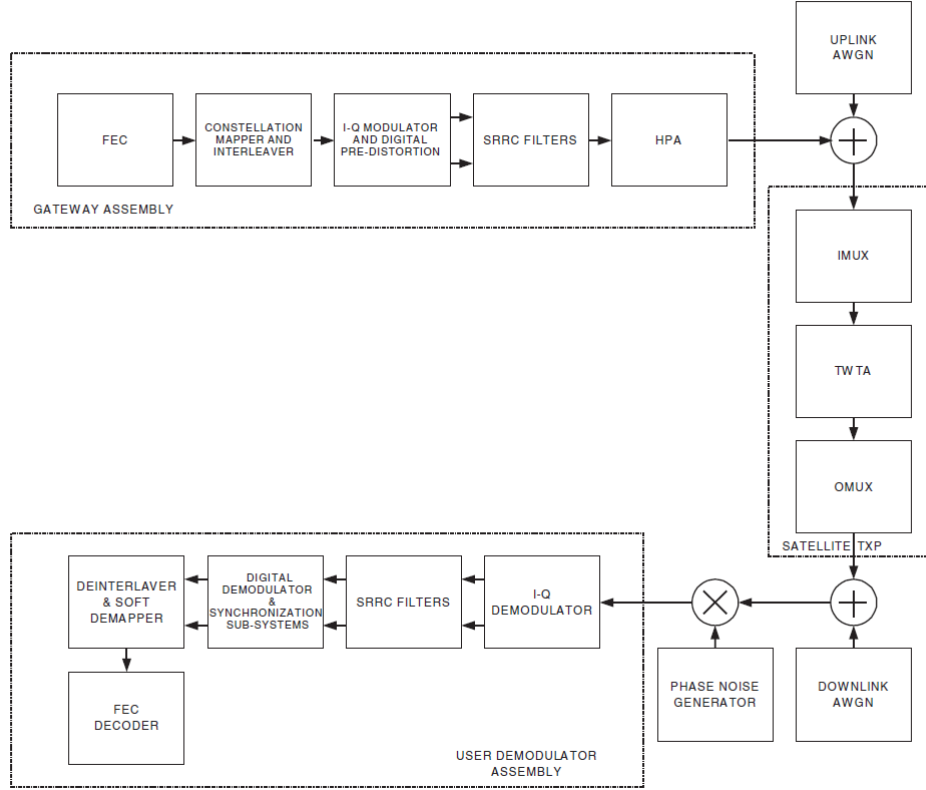 UPLINK
AWGN
FEC
CONSTELLATION
MAPPER AND
INTERLEAVER
I-Q MODULATOR
AND DIGITAL
PRE-DISTORTION
SRRC FILTERS
HPA
GATEWAY ASSEMBLY
IMUX
TWTA
OMUX
SATELLITE TXP
DEINTERLAVER
& SOFT
DEMAPPER
DIGITAL
DEMODULATOR
&
SYNCHRONIZATION
SUB-SYSTEMS
SRRC FILTERS
I-Q
DEMODULATOR
PHASE NOISE
GENERATOR
DOWNLINK
AWGN
FEC
DECODER
USER DEMODULATOR
ASSEMBLY